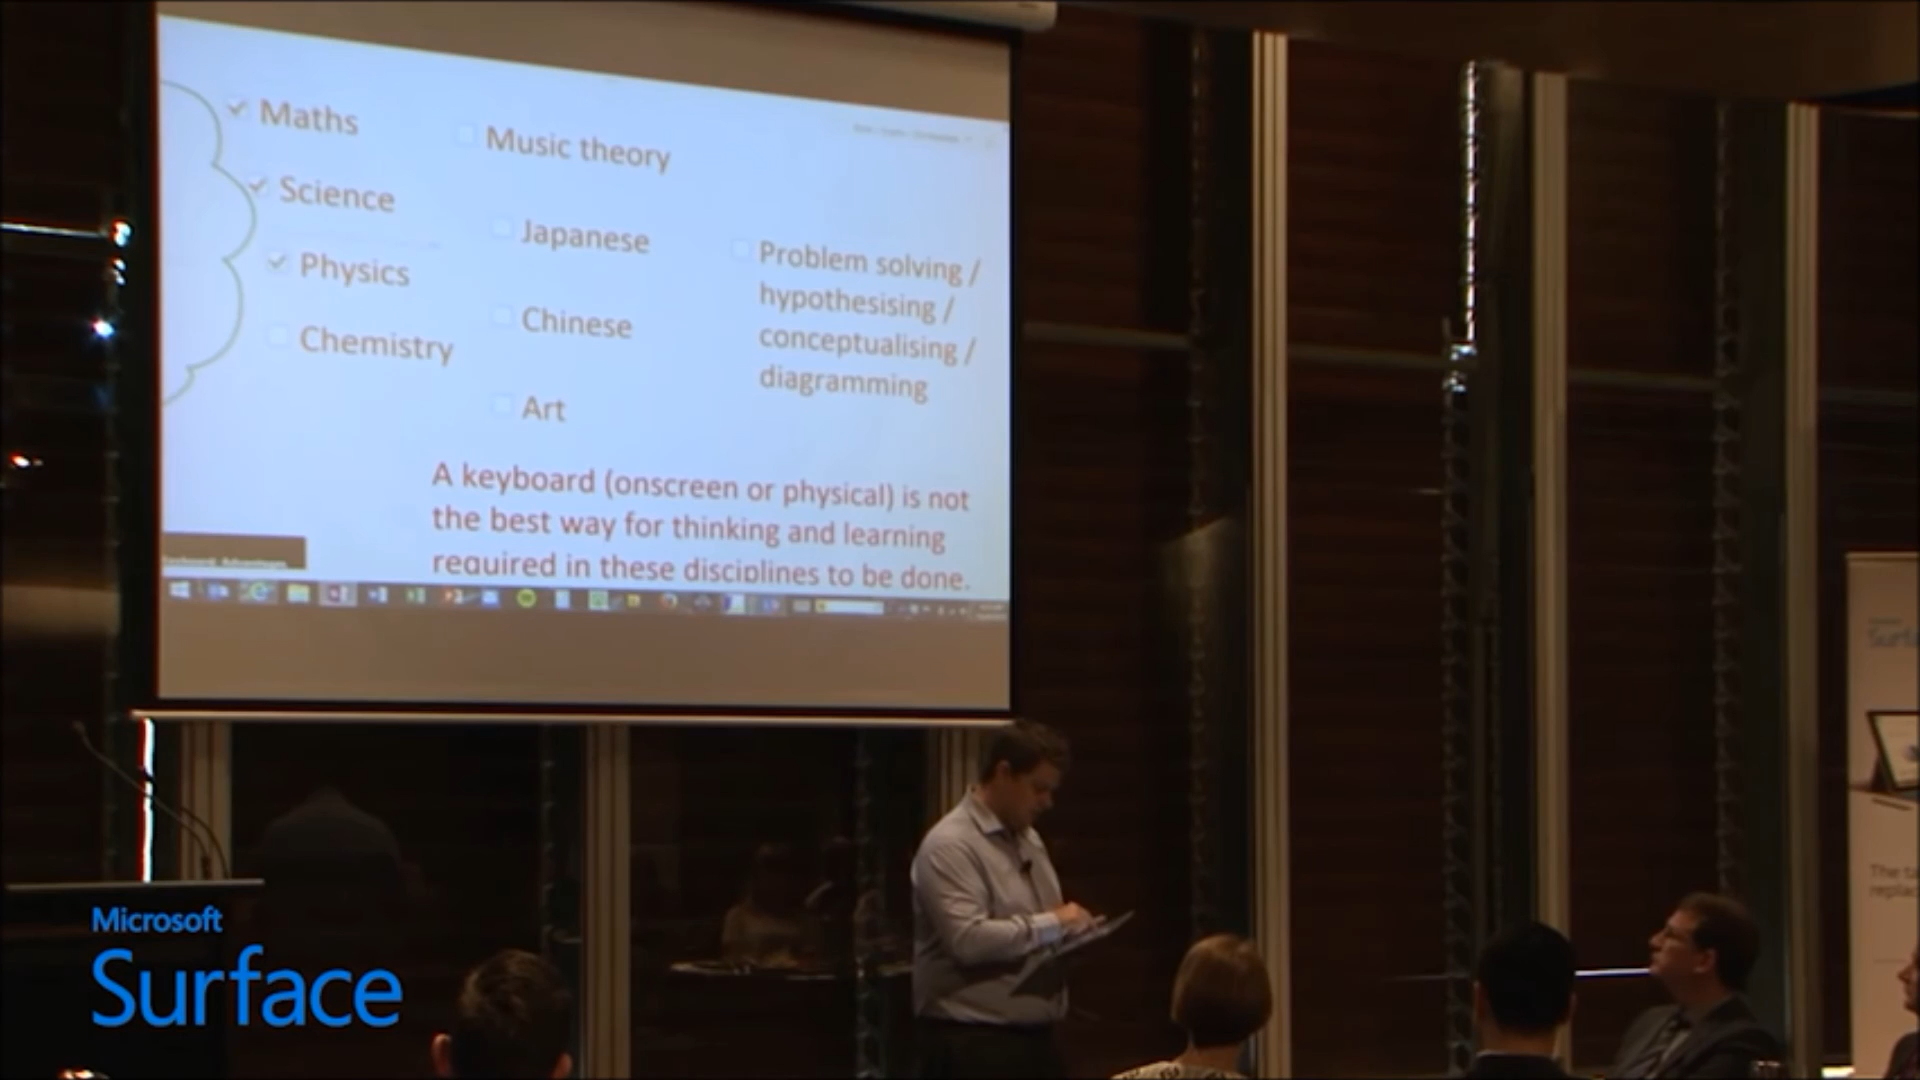 Maths
Science
Physics
Chemistry
Music theory
Japanese
Chinese
Art
Problem solving /
hypothesising /
conceptualising /
diagramming
A keyboard (onscreen or physical) is not
the best way for thinking and learning
required in these disciplines to be done.
Microsoft
Surface
The